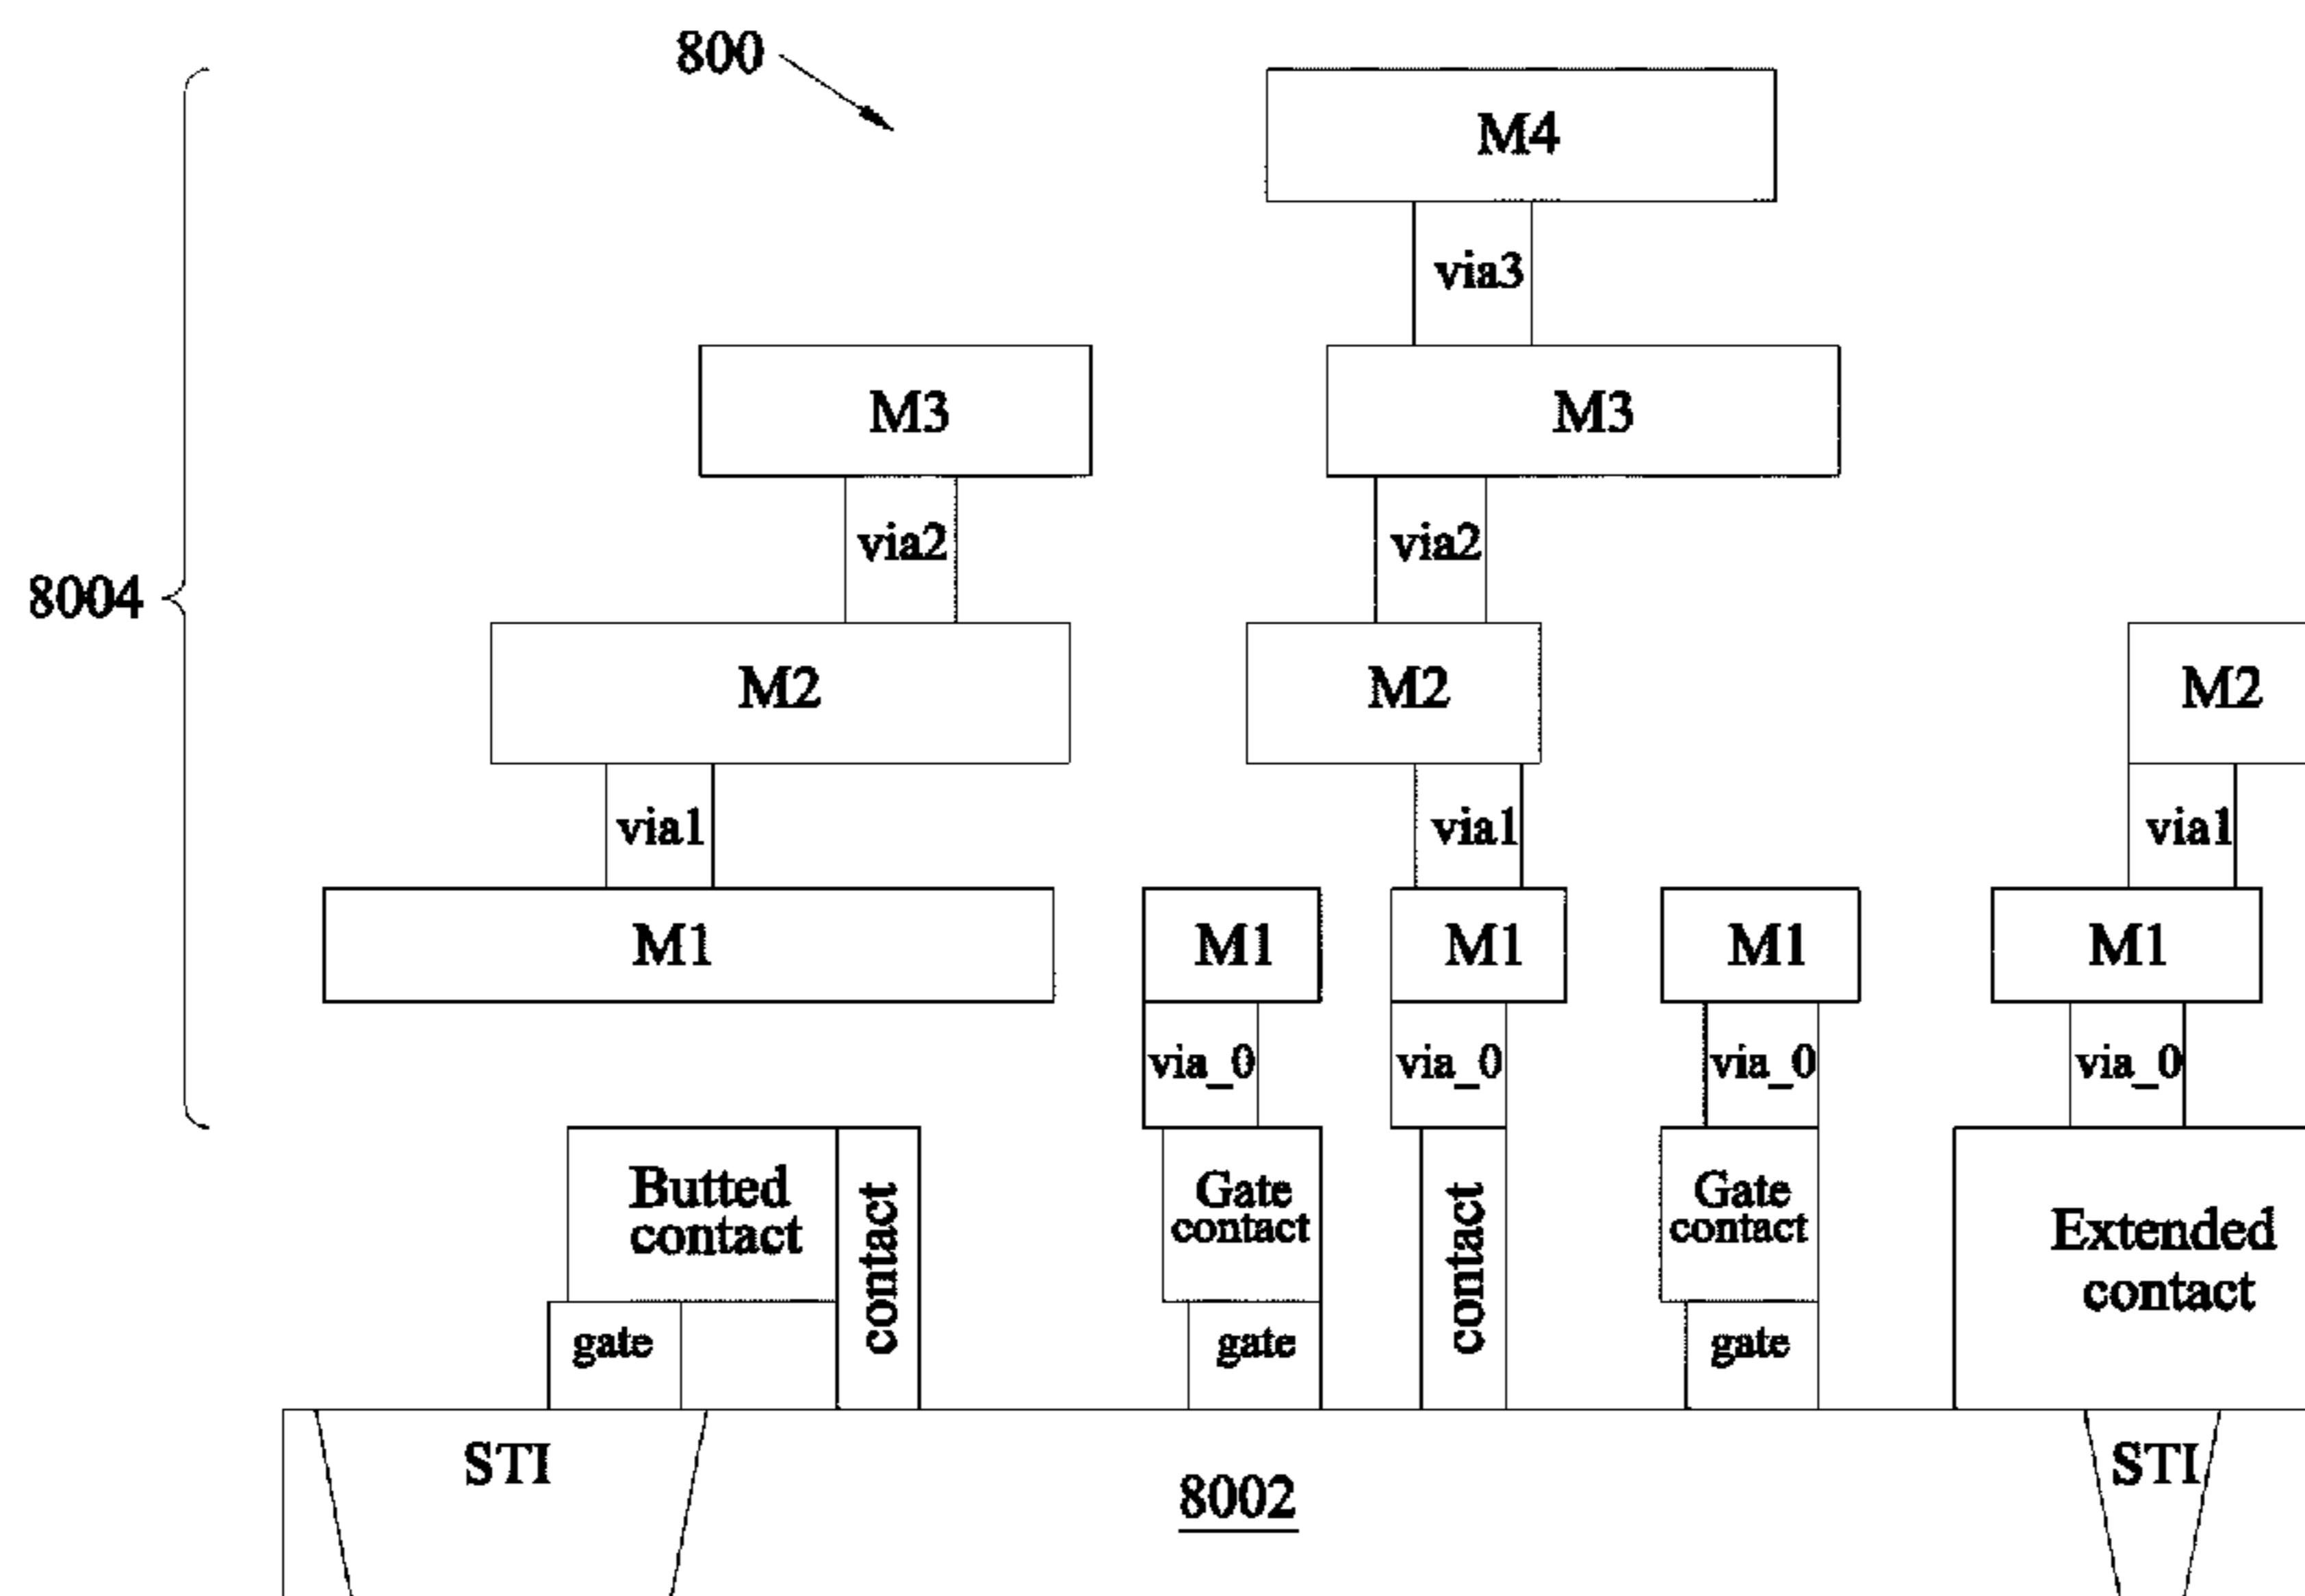 800
M4
via3
M3
M3
via2
via2
8004
M2
M2
M2
via1
via1
via1
M1
M1
M1
M1
M1
via_0
via_0
via_0
via_0
Butted
contact
contact
Gate
contact
contact
Gate
contact
Extended
contact
gate
gate
gate
STI
STI
8002